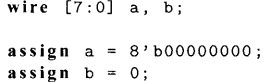 wire [7:0] a, b;
assign a = 8'b00000000;
assign b = 0;